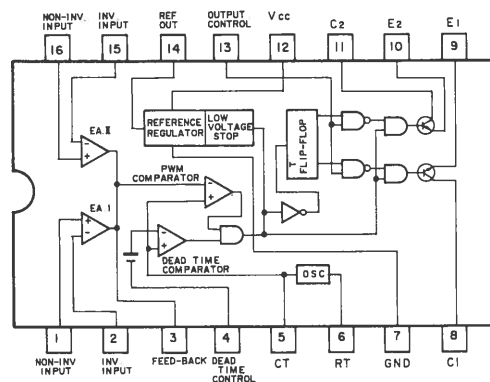 NON-INV.
INPUT
INV
INPUT
REF
OUT
OUTPUT
CONTROL
Vcc
C2
E2
E1
16
15
14
13
12
11
10
9
EA.II
-
+
REFERENCE
REGULATOR
LOW
VOLTAGE
STOP
T
FLIP-FLOP
PWM
COMPARATOR
-
+
EA.I
+
-
-
+
DEAD TIME
COMPARATOR
OSC
1
2
3
4
5
6
7
8
NON-INV
INPUT
INV.
INPUT
FEED-BACK
DEAD
TIME
CONTROL
CT
RT
GND
C1